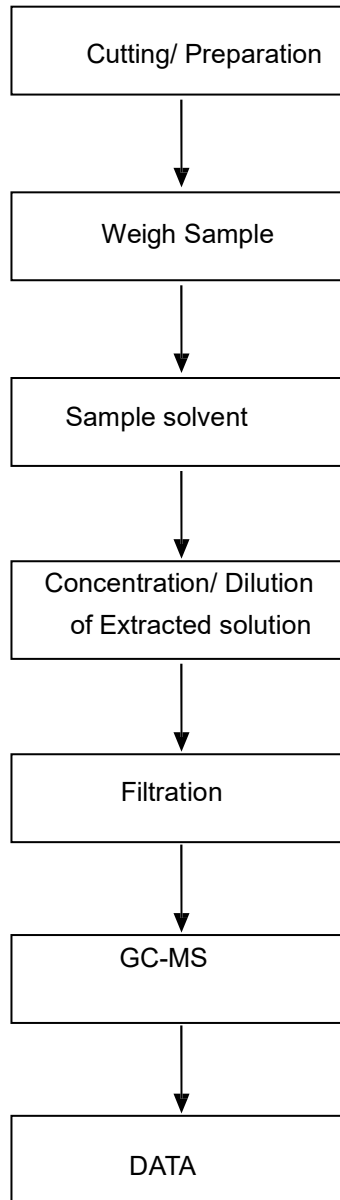 Cutting/ Preparation
Weigh Sample
Sample solvent
Concentration/ Dilution
of Extracted solution
Filtration
GC-MS
DATA